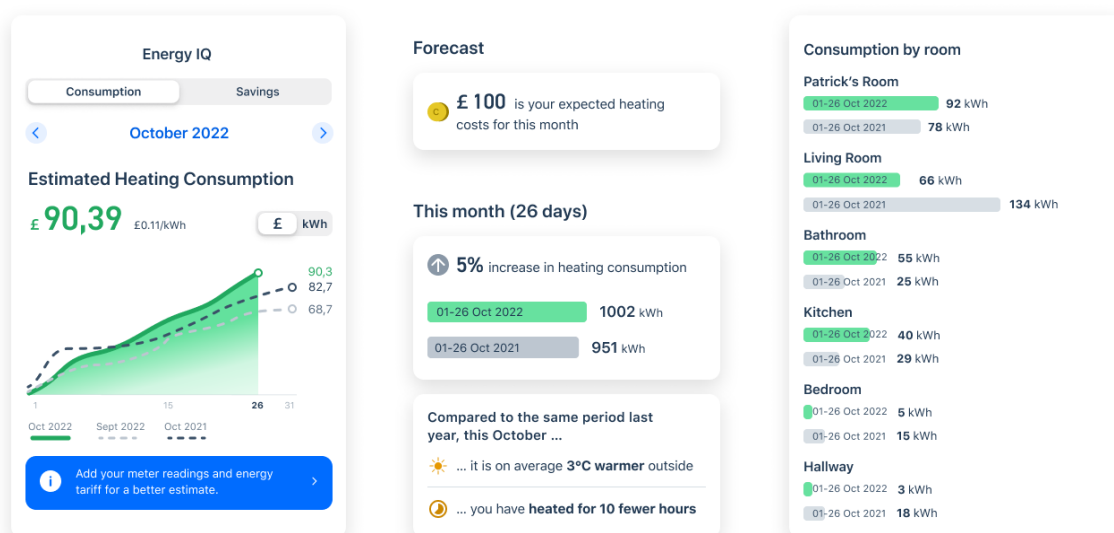 Energy IQ
Consumption
Savings
October 2022
Estimated Heating Consumption
£ 90,39 £0.11/kWh
£ kWh
90,3
82,7
68,7
1 15 26 31
Oct 2022 Sept 2022 Oct 2021
Add your meter readings and energy
tariff for a better estimate.
Forecast
C
£ 100 is your expected heating
costs for this month
This month (26 days)
5% increase in heating consumption
01-26 Oct 2022 1002 kWh
01-26 Oct 2021 951 kWh
Compared to the same period last
year, this October ...
... it is on average 3°C warmer outside
... you have heated for 10 fewer hours
Consumption by room
Patrick's Room
01-26 Oct 2022 92 kWh
01-26 Oct 2021 78 kWh
Living Room
01-26 Oct 2022 66 kWh
01-26 Oct 2021 134 kWh
Bathroom
01-26 Oct 2022 55 kWh
01-26 Oct 2021 25 kWh
Kitchen
01-26 Oct 2022 40 kWh
01-26 Oct 2021 29 kWh
Bedroom
01-26 Oct 2022 5 kWh
01-26 Oct 2021 15 kWh
Hallway
01-26 Oct 2022 3 kWh
01-26 Oct 2021 18 kWh